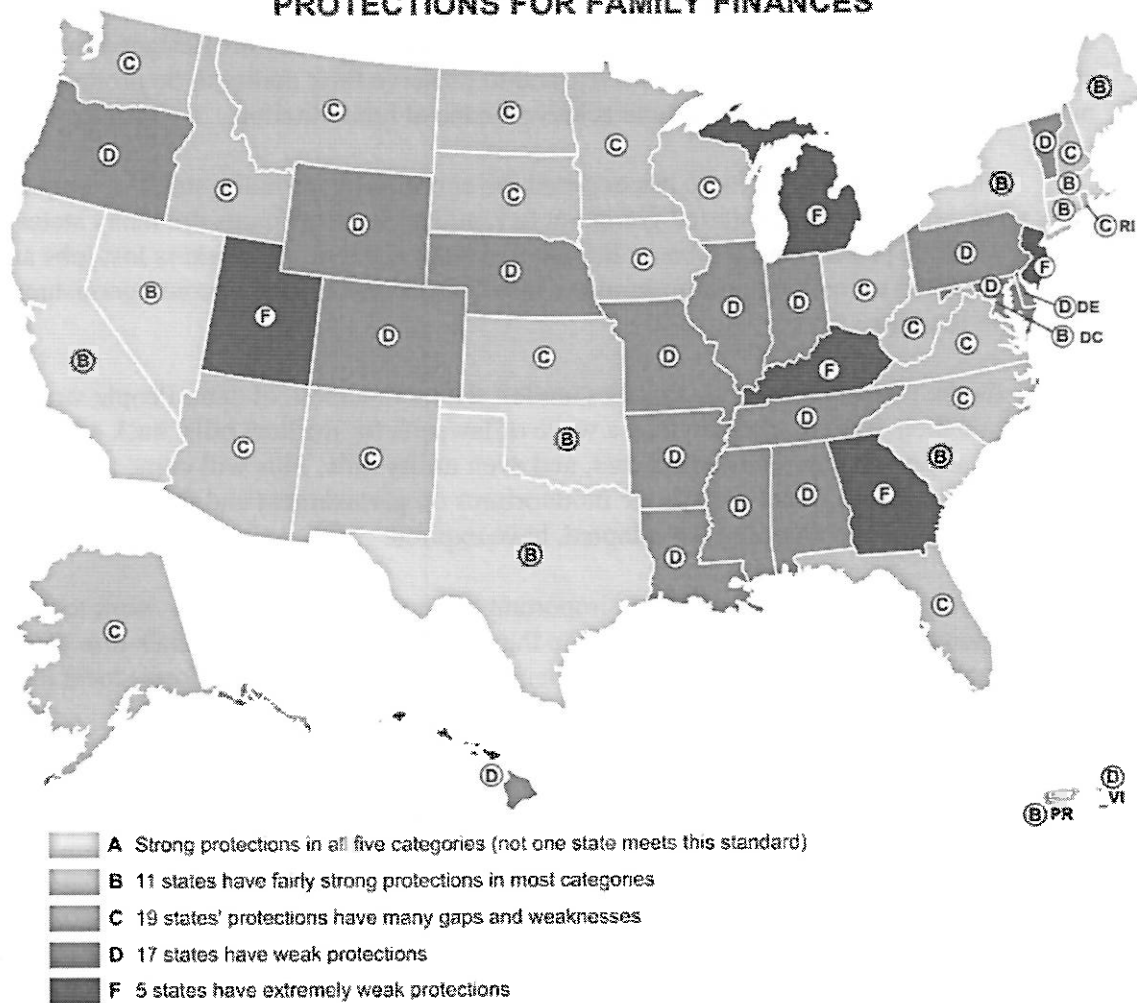 PROTECTIONS FOR FAMILY FINANCES
C
C
C
C
B
D
C
D
C
D
C
C
B
B
C
C
F
B
C RI
D
C
D
F
B
F
D
D
D
C
D
D
D DE
B DC
B
D
C
D
C
C
F
C
D
C
C
C
B
B
D
D
D
F
B
D
C
C
D
D
VI
B PR
A Strong protections in all five categories (not one state meets this standard)
B 11 states have fairly strong protections in most categories
C 19 states' protections have many gaps and weaknesses
D 17 states have weak protections
F 5 states have extremely weak protections